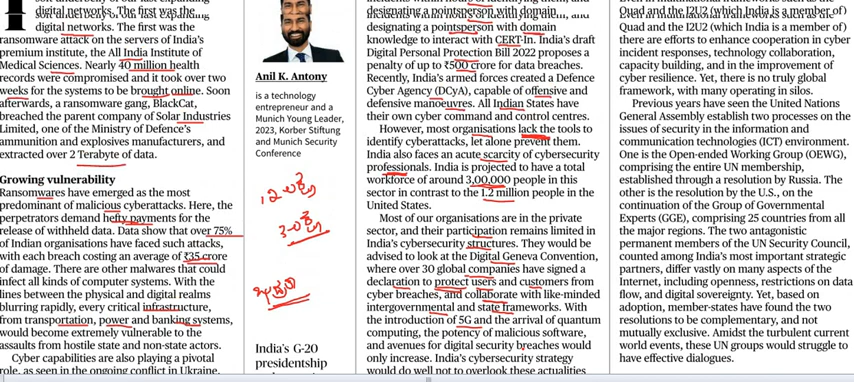 digital networks. The first was the
digital networks. The first was the
ransomware attack on the servers of India's
premium institute, the All India Institute of
Medical Sciences. Nearly 40 million health
records were compromised and it took over two
weeks for the systems to be brought online. Soon
afterwards, a ransomware gang, BlackCat,
breached the parent company of Solar Industries
Limited, one of the Ministry of Defence's
ammunition and explosives manufacturers, and
extracted over 2 Terabyte of data.
Growing vulnerability
Ransomwares have emerged as the most
predominant of malicious cyberattacks. Here, the
perpetrators demand hefty payments for the
release of withheld data. Data show that over 75%
of Indian organisations have faced such attacks,
with each breach costing an average of ₹35 crore
of damage. There are other malwares that could
infect all kinds of computer systems. With the
lines between the physical and digital realms
blurring rapidly, every critical infrastructure,
from transportation, power and banking systems,
would become extremely vulnerable to the
assaults from hostile state and non-state actors.
Cyber capabilities are also playing a pivotal
role, as seen in the ongoing conflict in Ukraine,
Anil K. Antony
is a technology
entrepreneur and a
Munich Young Leader,
2023, Korber Stiftung
and Munich Security
Conference
India's G-20
presidentship
designating a pointsperson with domain
designating a pointsperson with domain
knowledge to interact with CERT-In. India's draft
Digital Personal Protection Bill 2022 proposes a
penalty of up to ₹500 crore for data breaches.
Recently, India's armed forces created a Defence
Cyber Agency (DCyA), capable of offensive and
defensive manoeuvres. All Indian States have
their own cyber command and control centres.
However, most organisations lack the tools to
identify cyberattacks, let alone prevent them.
India also faces an acute scarcity of cybersecurity
professionals. India is projected to have a total
workforce of around 3,00,000 people in this
sector in contrast to the 1.2 million people in the
United States.
Most of our organisations are in the private
sector, and their participation remains limited in
India's cybersecurity structures. They would be
advised to look at the Digital Geneva Convention,
where over 30 global companies have signed a
declaration to protect users and customers from
cyber breaches, and collaborate with like-minded
intergovernmental and state frameworks. With
the introduction of 5G and the arrival of quantum
computing, the potency of malicious software,
and avenues for digital security breaches would
only increase. India's cybersecurity strategy
would do well not to overlook these actualities
Quad and the I2U2 (which India is a member of)
Quad and the I2U2 (which India is a member of)
there are efforts to enhance cooperation in cyber
incident responses, technology collaboration,
capacity building, and in the improvement of
cyber resilience. Yet, there is no truly global
framework, with many operating in silos.
Previous years have seen the United Nations
General Assembly establish two processes on the
issues of security in the information and
communication technologies (ICT) environment.
One is the Open-ended Working Group (OEWG),
comprising the entire UN membership,
established through a resolution by Russia. The
other is the resolution by the U.S., on the
continuation of the Group of Governmental
Experts (GGE), comprising 25 countries from all
the major regions. The two antagonistic
permanent members of the UN Security Council,
counted among India's most important strategic
partners, differ vastly on many aspects of the
Internet, including openness, restrictions on data
flow, and digital sovereignty. Yet, based on
adoption, member-states have found the two
resolutions to be complementary, and not
mutually exclusive. Amidst the turbulent current
world events, these UN groups would struggle to
have effective dialogues.